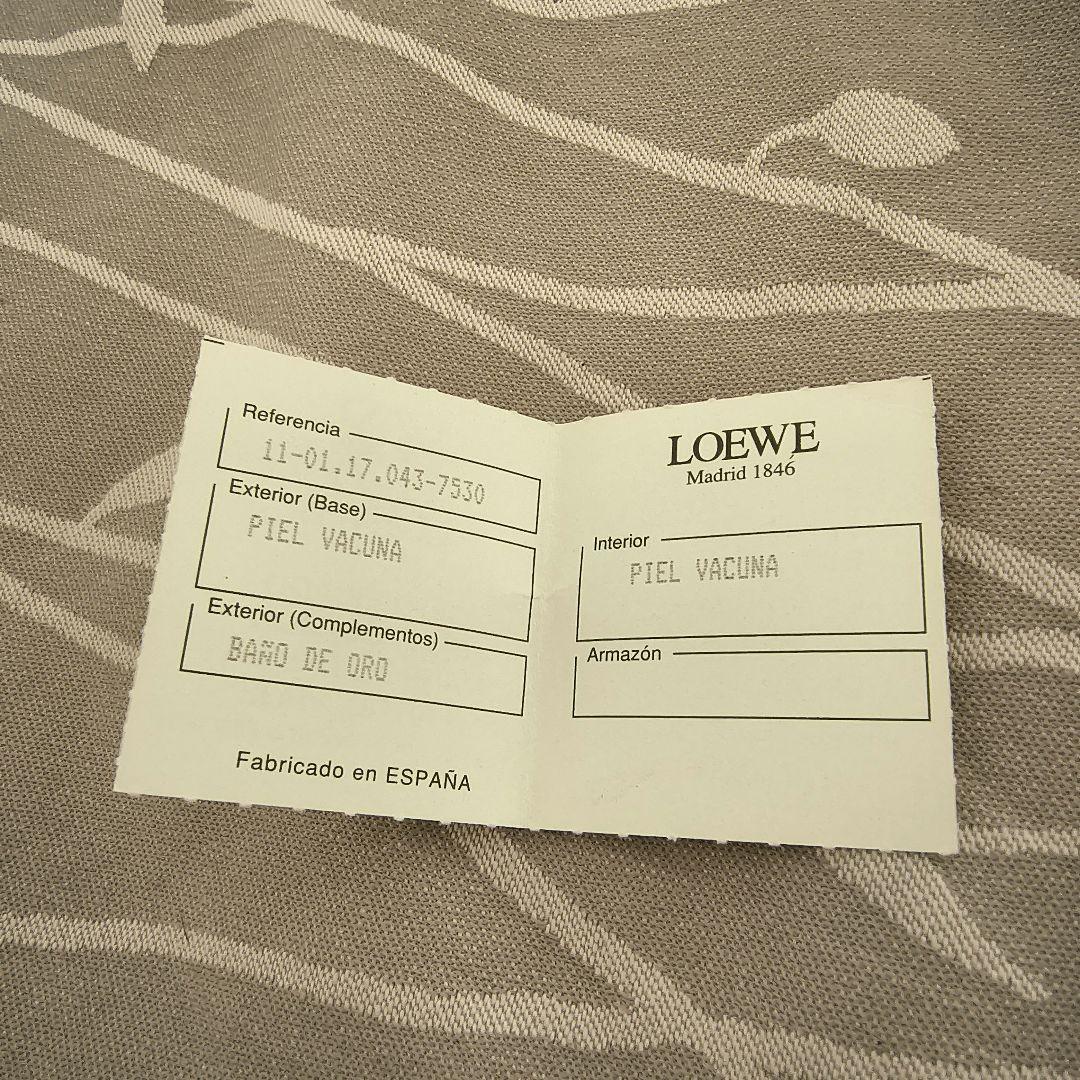 Referencia
11-01.17.043-7530
Exterior (Base)
PIEL VACUNA
Exterior (Complementos)
BAÑO DE ORO
Fabricado en ESPAÑA
LOEWE
Madrid 1846
Interior
PIEL VACUNA
Armazón